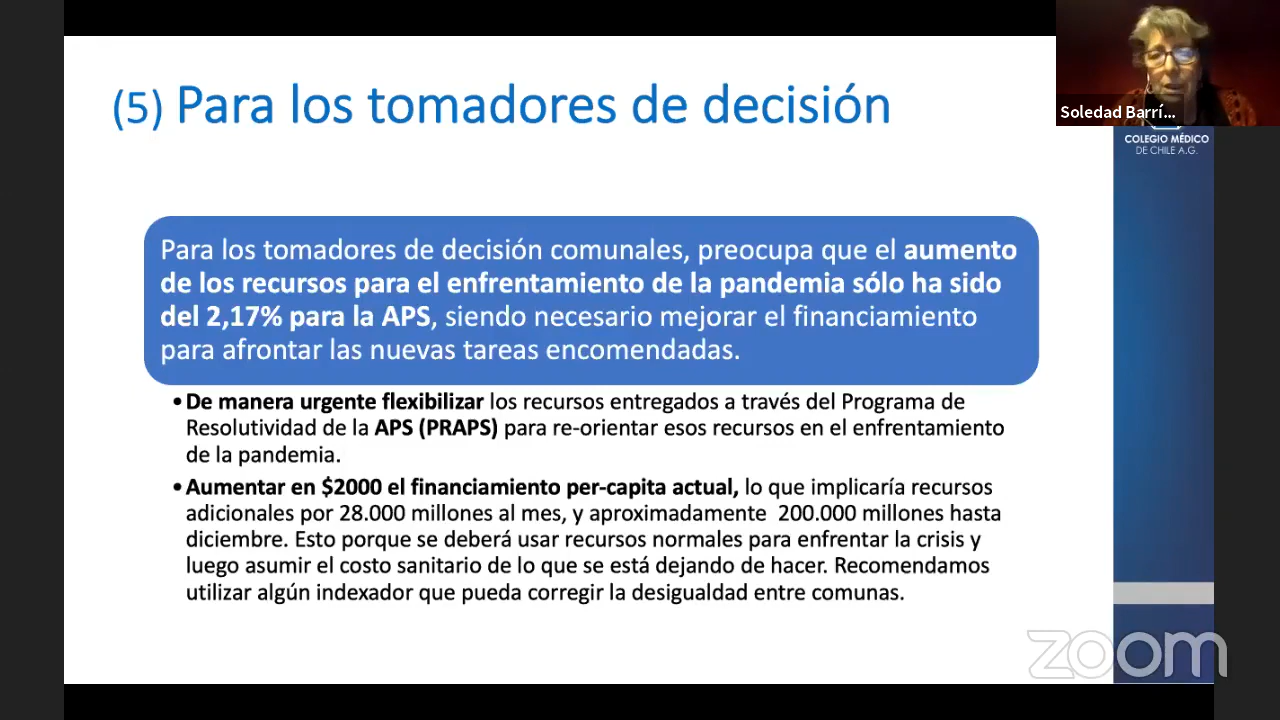 (5) Para los tomadores de decisión
Soledad Barrí...
COLEGIO MÉDICO
DE CHILE A.G.
Para los tomadores de decisión comunales, preocupa que el aumento
de los recursos para el enfrentamiento de la pandemia sólo ha sido
del 2,17% para la APS, siendo necesario mejorar el financiamiento
para afrontar las nuevas tareas encomendadas.
•De manera urgente flexibilizar los recursos entregados a través del Programa de
Resolutividad de la APS (PRAPS) para re-orientar esos recursos en el enfrentamiento
de la pandemia.
•Aumentar en $2000 el financiamiento per-capita actual, lo que implicaría recursos
adicionales por 28.000 millones al mes, y aproximadamente 200.000 millones hasta
diciembre. Esto porque se deberá usar recursos normales para enfrentar la crisis y
luego asumir el costo sanitario de lo que se está dejando de hacer. Recomendamos
utilizar algún indexador que pueda corregir la desigualdad entre comunas.
zoom